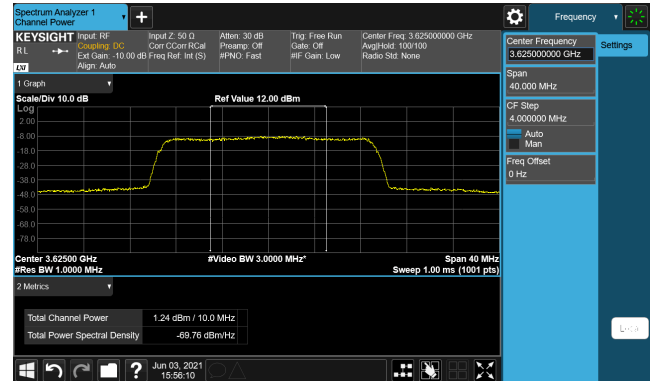 Spectrum Analyzer 1
Channel Power
Frequency
KEYSIGHT
RL
LXI
Input: RF
Coupling: DC
Ext Gain: -10.00 dB
Align: Auto
Input Z: 50 Ω
Corr CCorr RCal
Freq Ref: Int (S)
Atten: 30 dB
Preamp: Off
#PNO: Fast
Trig: Free Run
Gate: Off
#IF Gain: Low
Center Freq: 3.625000000 GHz
Avg|Hold: 100/100
Radio Std: None
Center Frequency
3.625000000 GHz
Settings
Span
40.000 MHz
CF Step
4.000000 MHz
Auto
Man
Freq Offset
0 Hz
1 Graph
Scale/Div 10.0 dB
Ref Value 12.00 dBm
Log
2.00
-8.00
-18.0
-28.0
-38.0
-48.0
-58.0
-68.0
-78.0
Center 3.62500 GHz
#Video BW 3.0000 MHz*
Span 40 MHz
#Res BW 1.0000 MHz
Sweep 1.00 ms (1001 pts)
2 Metrics
Total Channel Power
1.24 dBm / 10.0 MHz
Total Power Spectral Density
-69.76 dBm/Hz
?
Jun 03, 2021
15:56:10